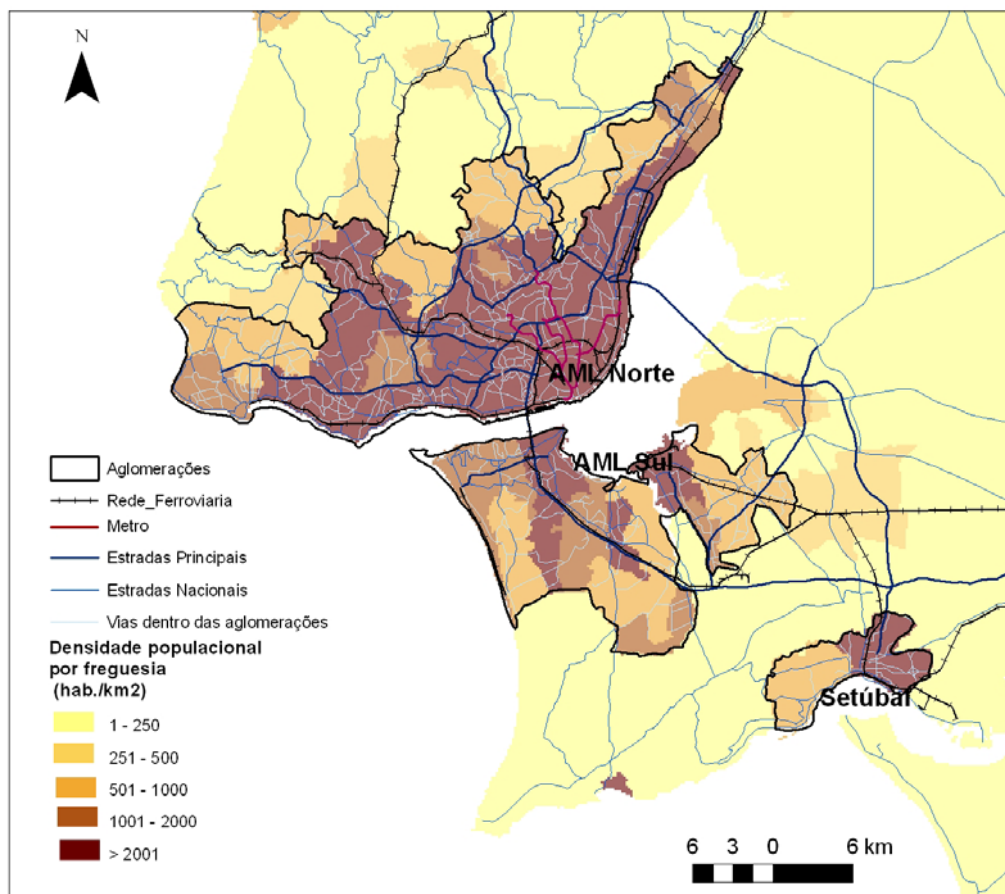 N
AML Norte
AML Sul
Setúbal
Aglomerações
Rede_Ferroviaria
Metro
Estradas Principais
Estradas Nacionais
Vias dentro das aglomerações
Densidade populacional
por freguesia
(hab./km2)
1 - 250
251 - 500
501 - 1000
1001 - 2000
> 2001
6 3 0 6 km